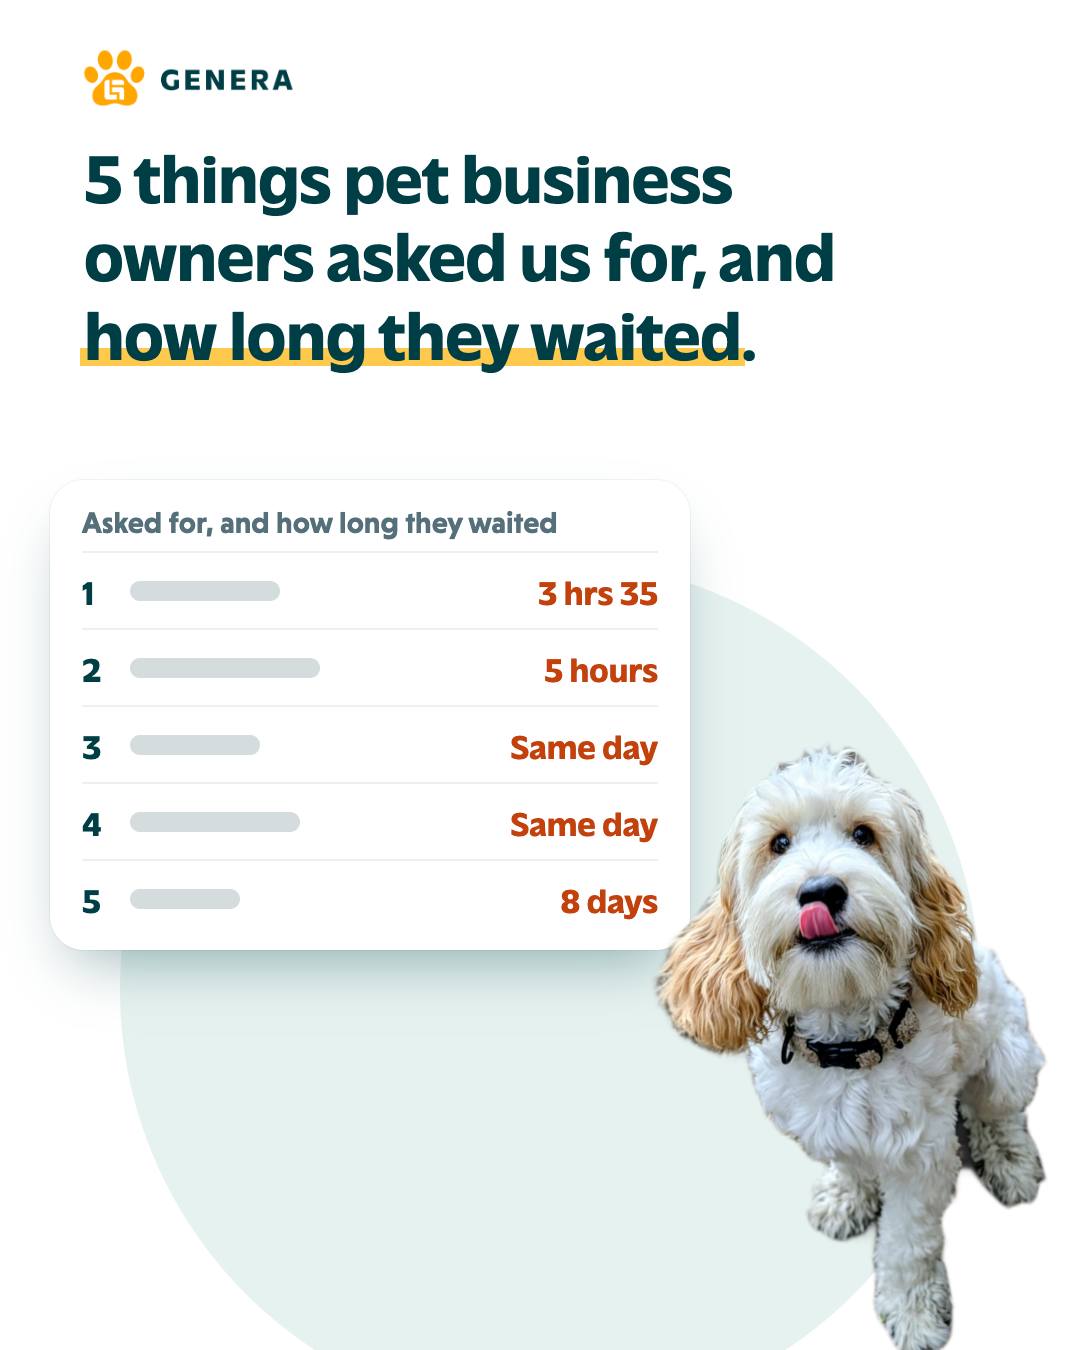 GENERA
5 things pet business
owners asked us for, and
how long they waited.
Asked for, and how long they waited
1 3 hrs 35
2 5 hours
3 Same day
4 Same day
5 8 days